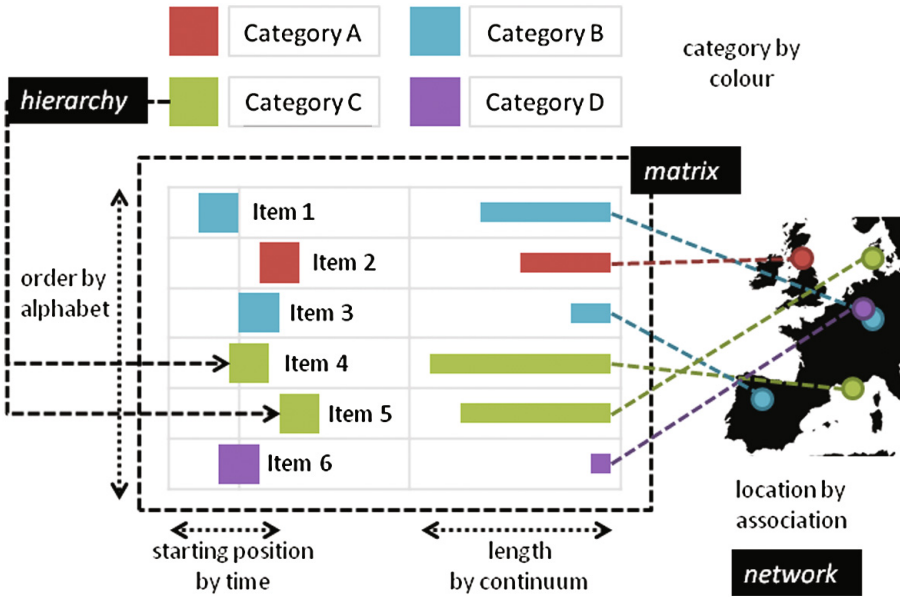 Category A
Category B
category by
colour
hierarchy
Category C
Category D
matrix
Item 1
Item 2
order by
alphabet
Item 3
Item 4
Item 5
Item 6
location by
association
starting position
by time
length
by continuum
network